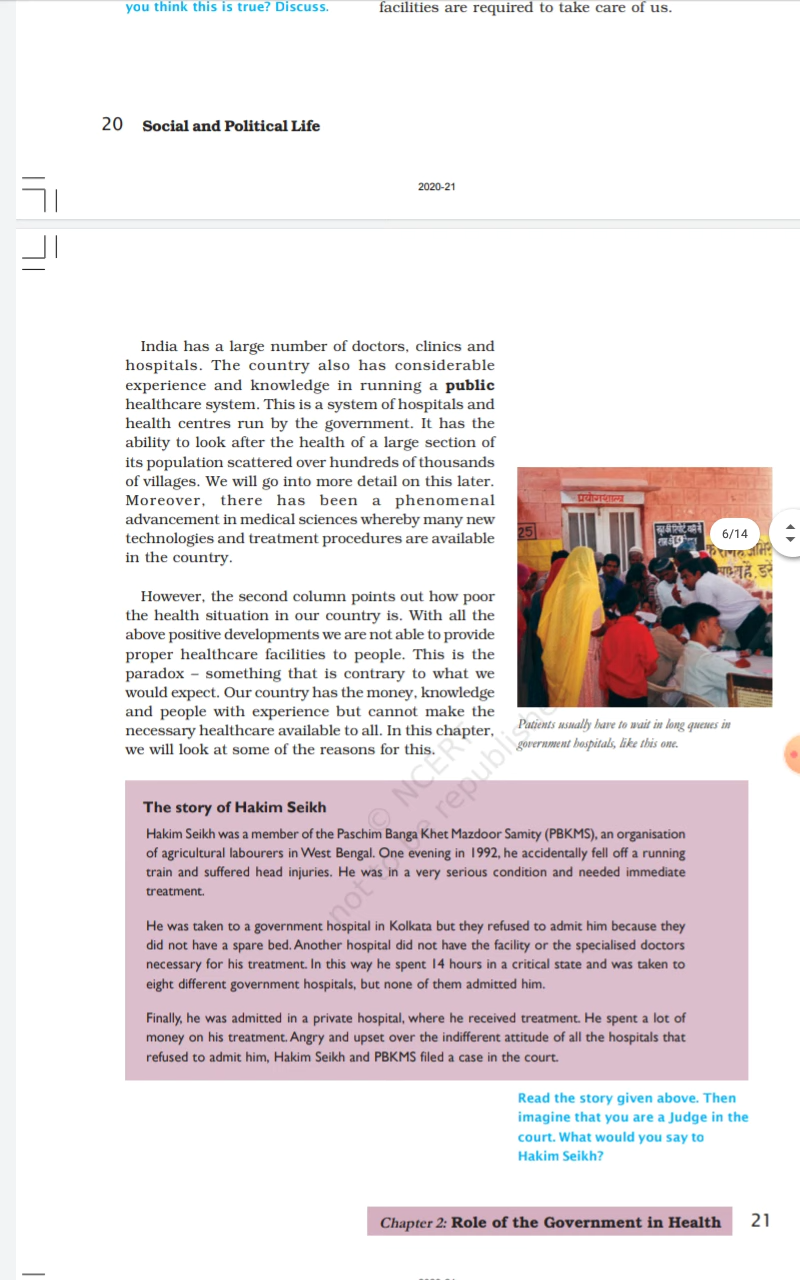 you think this is true? Discuss.
facilities are required to take care of us.
20 Social and Political Life
2020-21
India has a large number of doctors, clinics and
hospitals. The country also has considerable
experience and knowledge in running a public
healthcare system. This is a system of hospitals and
health centres run by the government. It has the
ability to look after the health of a large section of
its population scattered over hundreds of thousands
of villages. We will go into more detail on this later.
Moreover, there has been a phenomenal
advancement in medical sciences whereby many new
technologies and treatment procedures are available
in the country.
However, the second column points out how poor
the health situation in our country is. With all the
above positive developments we are not able to provide
proper healthcare facilities to people. This is the
paradox – something that is contrary to what we
would expect. Our country has the money, knowledge
and people with experience but cannot make the
necessary healthcare available to all. In this chapter,
we will look at some of the reasons for this.
प्रयोगशाला
25
6/14
Patients usually have to wait in long queues in
government hospitals, like this one.
© NCERT
not to be republished
The story of Hakim Seikh
Hakim Seikh was a member of the Paschim Banga Khet Mazdoor Samity (PBKMS), an organisation
of agricultural labourers in West Bengal. One evening in 1992, he accidentally fell off a running
train and suffered head injuries. He was in a very serious condition and needed immediate
treatment.
He was taken to a government hospital in Kolkata but they refused to admit him because they
did not have a spare bed. Another hospital did not have the facility or the specialised doctors
necessary for his treatment. In this way he spent 14 hours in a critical state and was taken to
eight different government hospitals, but none of them admitted him.
Finally, he was admitted in a private hospital, where he received treatment. He spent a lot of
money on his treatment. Angry and upset over the indifferent attitude of all the hospitals that
refused to admit him, Hakim Seikh and PBKMS filed a case in the court.
Read the story given above. Then
imagine that you are a Judge in the
court. What would you say to
Hakim Seikh?
Chapter 2: Role of the Government in Health 21